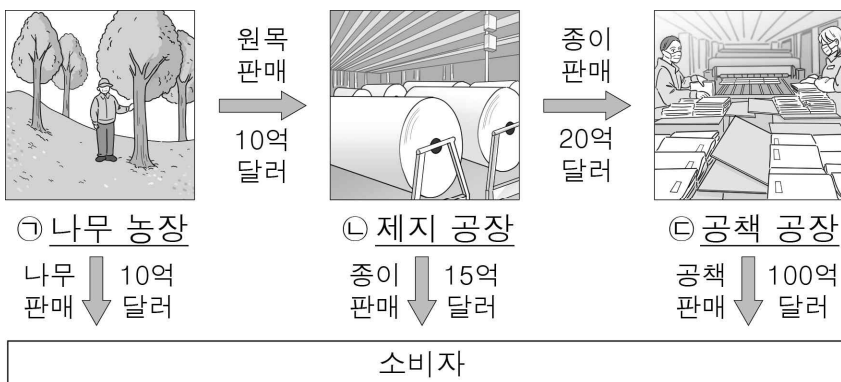 원목
판매
10억
달러
종이
판매
20억
달러
㉠ 나무 농장
㉡ 제지 공장
㉢ 공책 공장
나무 10억
판매 달러
종이 15억
판매 달러
공책 100억
판매 달러
소비자